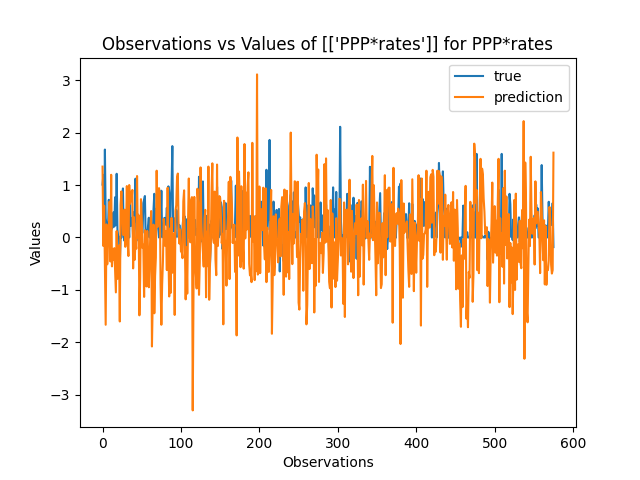 Observations vs Values of [['PPP*rates']] for PPP*rates
true
prediction
3
2
1
0
−1
−2
−3
Values
0
100
200
300
400
500
600
Observations